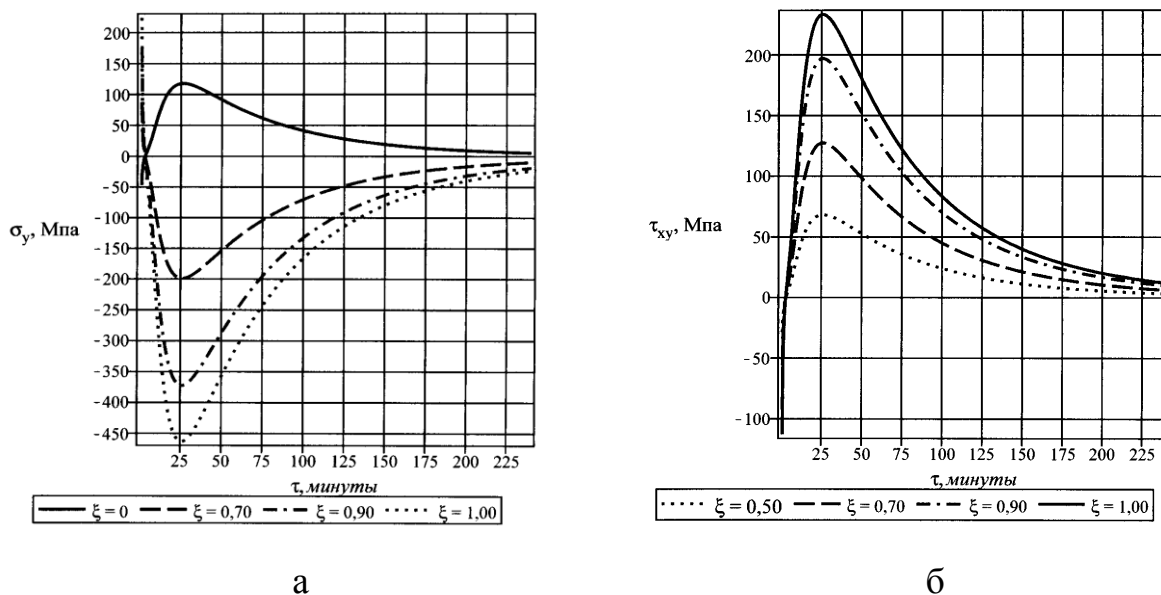 200
150
100
50
0
-50
-100
-150
-200
-250
-300
-350
-400
-450
σy, Мпа
25 50 75 100 125 150 175 200 225
τ, минуты
ξ = 0 ξ = 0,70 ξ = 0,90 ξ = 1,00
а
200
150
100
50
0
-50
-100
τxy, Мпа
25 50 75 100 125 150 175 200 225
τ, минуты
ξ = 0,50 ξ = 0,70 ξ = 0,90 ξ = 1,00
б